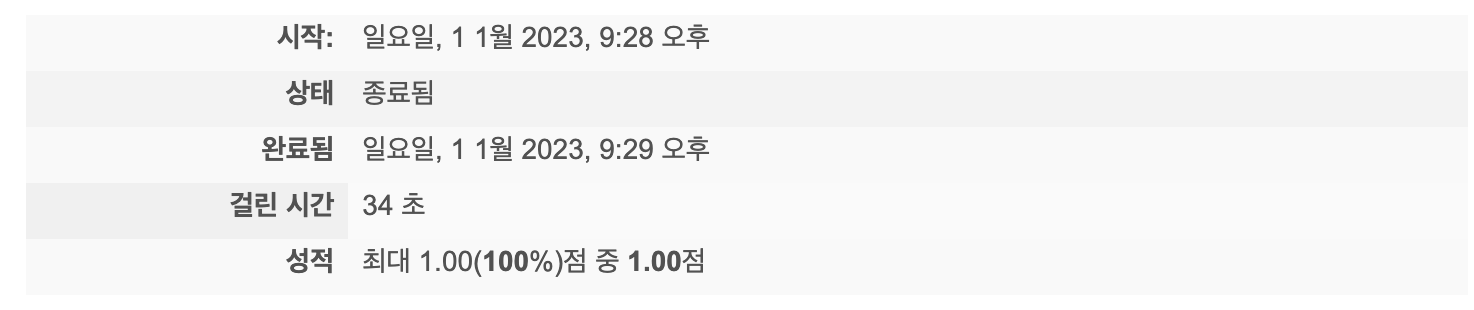 시작: 일요일, 1 1월 2023, 9:28 오후
상태 종료됨
완료됨 일요일, 1 1월 2023, 9:29 오후
걸린 시간 34 초
성적 최대 1.00(100%)점 중 1.00점